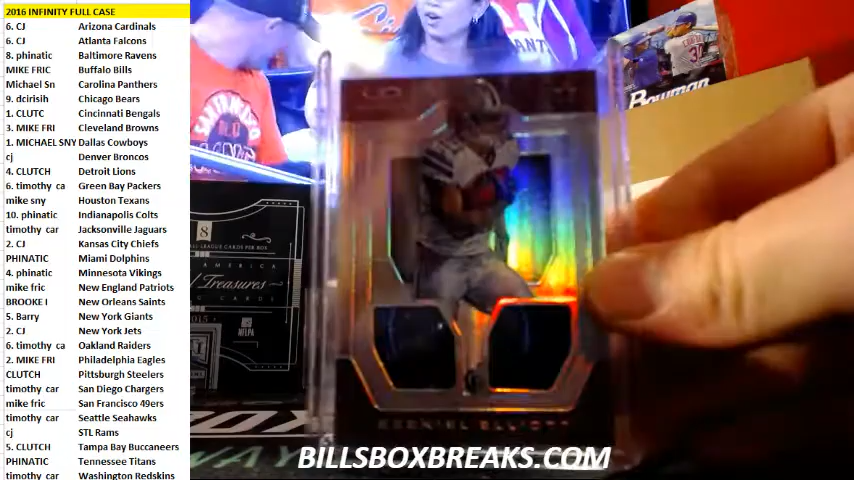 2016 INFINITY FULL CASE
6. CJ Arizona Cardinals
6. CJ Atlanta Falcons
8. phinatic Baltimore Ravens
MIKE FRIC Buffalo Bills
Michael Sn Carolina Panthers
9. dcirisih Chicago Bears
1. CLUTC Cincinnati Bengals
3. MIKE FRI Cleveland Browns
1. MICHAEL SNY Dallas Cowboys
cj Denver Broncos
4. CLUTCH Detroit Lions
6. timothy ca Green Bay Packers
mike sny Houston Texans
10. phinatic Indianapolis Colts
timothy car Jacksonville Jaguars
2. CJ Kansas City Chiefs
PHINATIC Miami Dolphins
4. phinatic Minnesota Vikings
mike fric New England Patriots
BROOKE I New Orleans Saints
5. Barry New York Giants
2. CJ New York Jets
6. timothy ca Oakland Raiders
2. MIKE FRI Philadelphia Eagles
CLUTCH Pittsburgh Steelers
timothy car San Diego Chargers
mike fric San Francisco 49ers
timothy car Seattle Seahawks
cj STL Rams
5. CLUTCH Tampa Bay Buccaneers
PHINATIC Tennessee Titans
timothy car Washington Redskins
ANT
31
Bowman
8
Treasures
NFLPA
EZEKIEL ELLIOTT
BILLSBOXBREAKS.COM